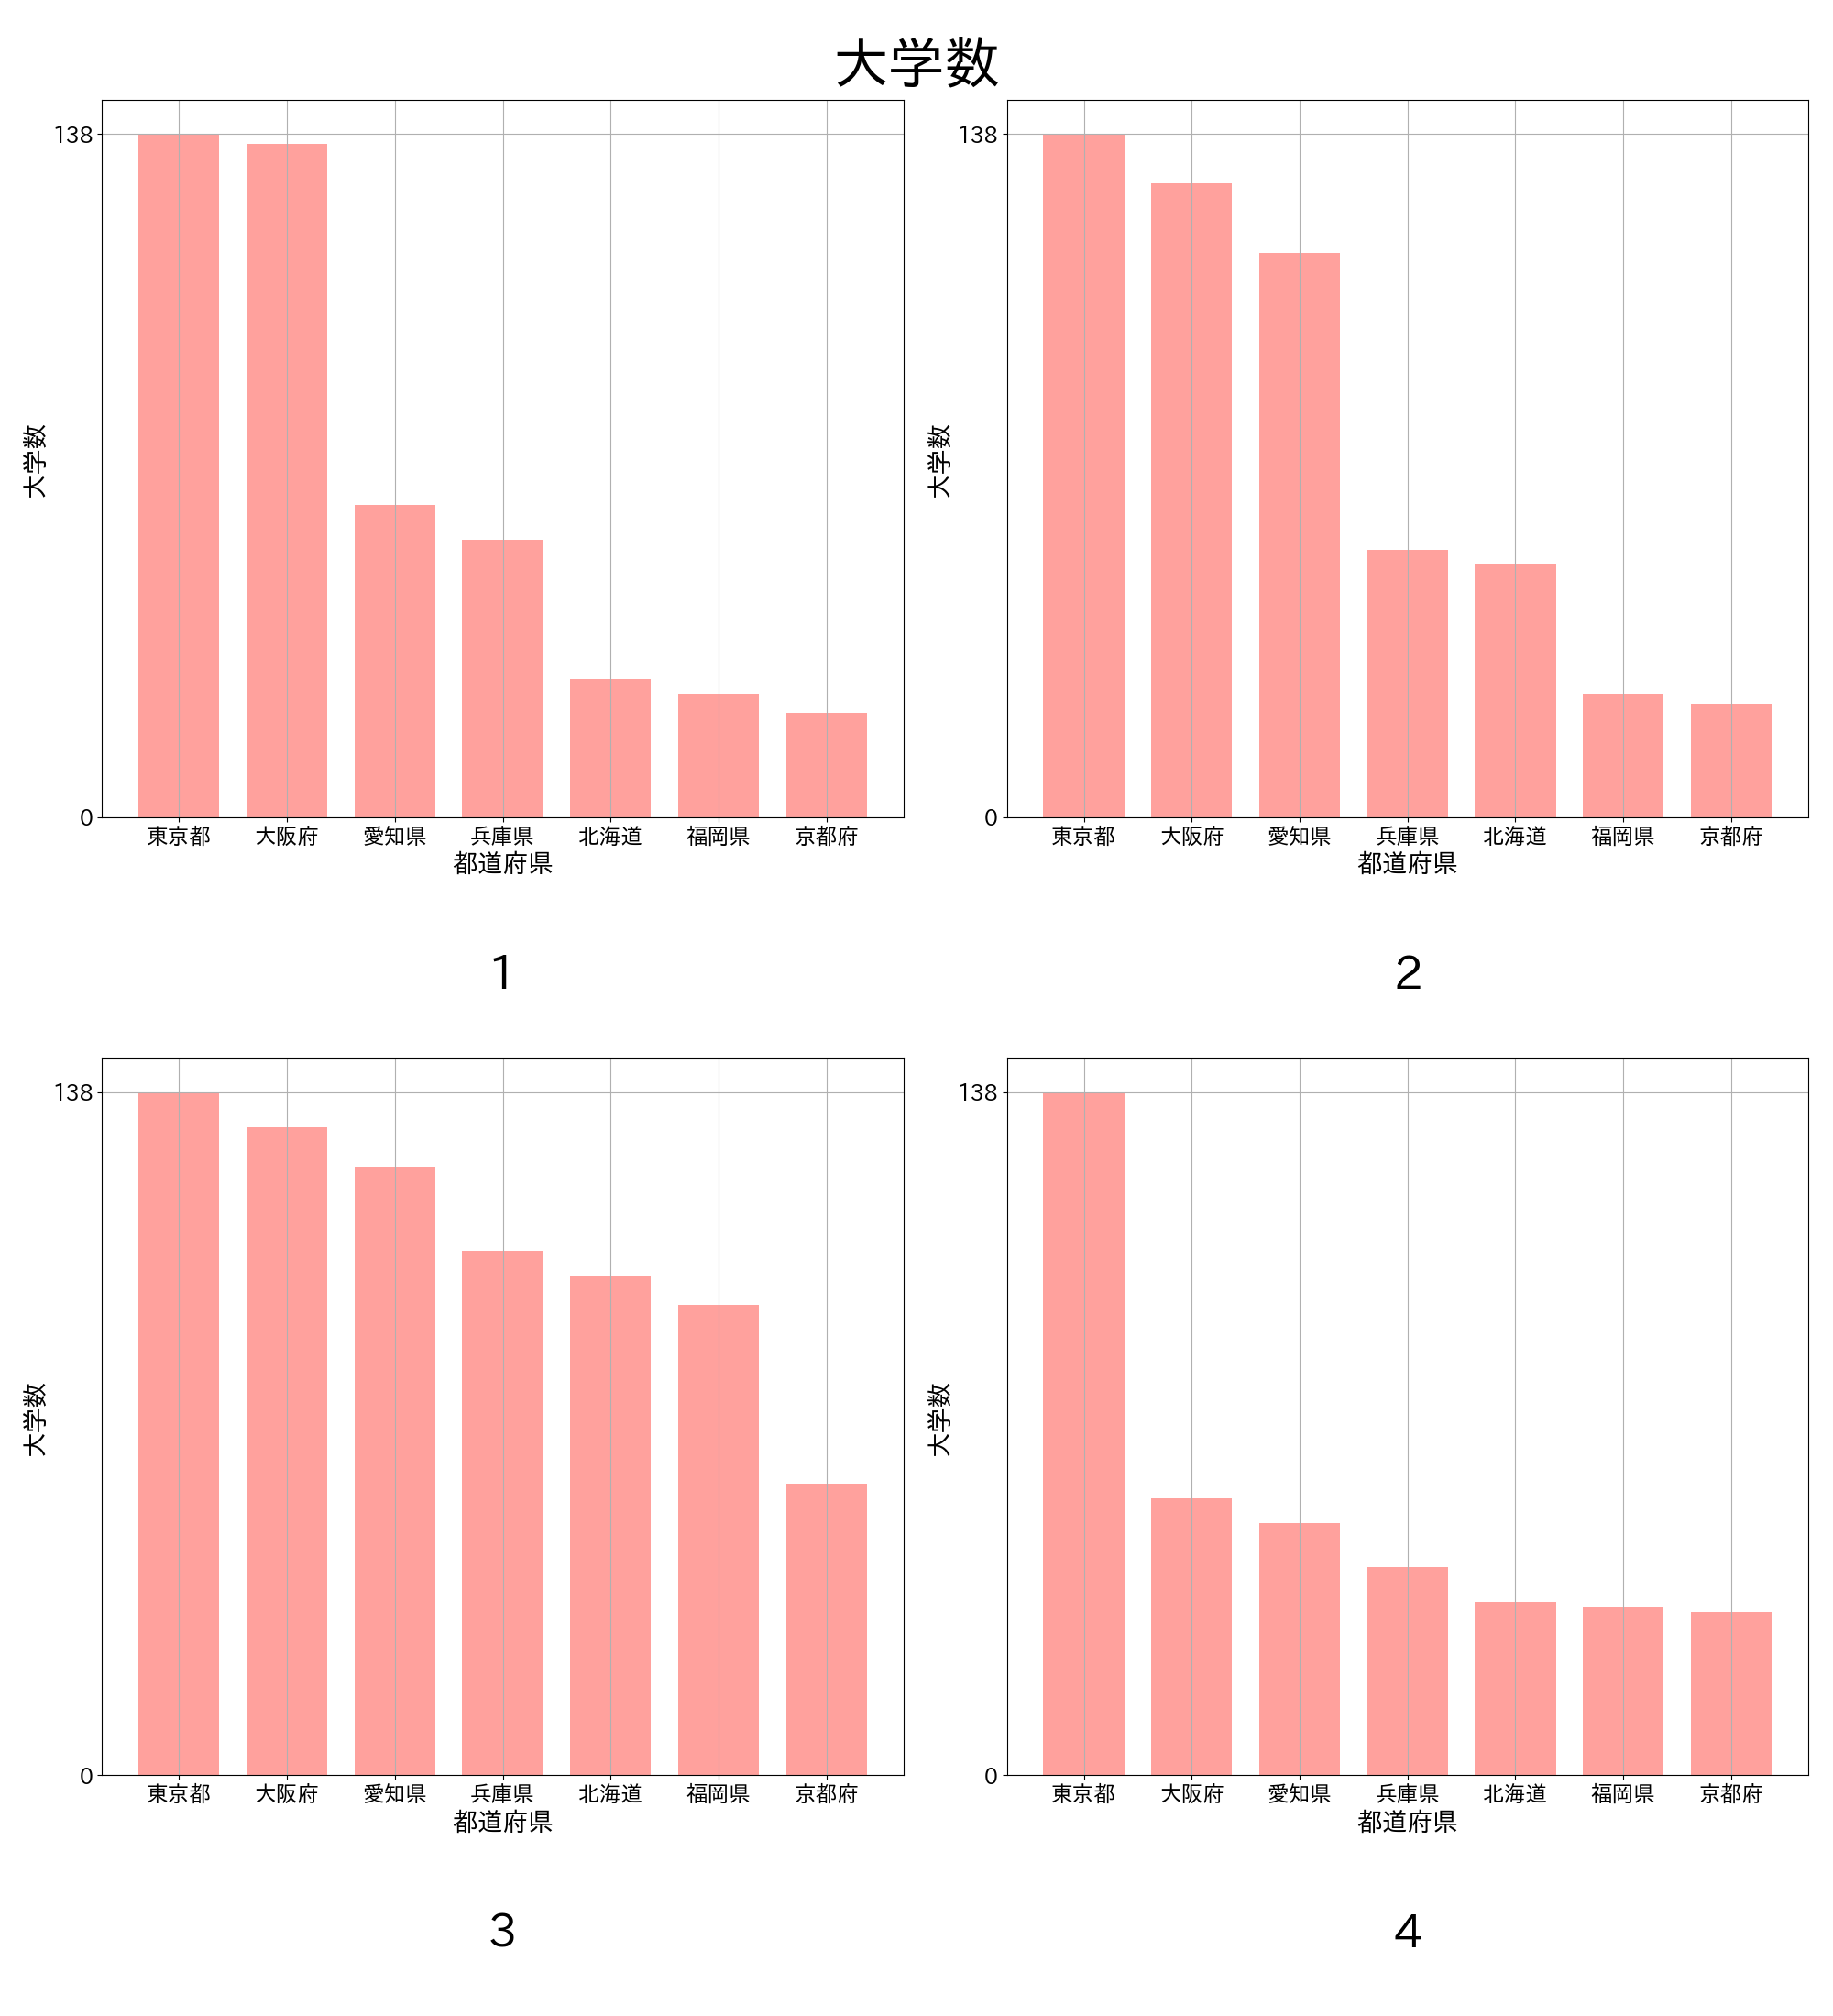 大学数
138
0
大学数
東京都 大阪府 愛知県 兵庫県 北海道 福岡県 京都府
都道府県
1
138
0
大学数
東京都 大阪府 愛知県 兵庫県 北海道 福岡県 京都府
都道府県
2
138
0
大学数
東京都 大阪府 愛知県 兵庫県 北海道 福岡県 京都府
都道府県
3
138
0
大学数
東京都 大阪府 愛知県 兵庫県 北海道 福岡県 京都府
都道府県
4